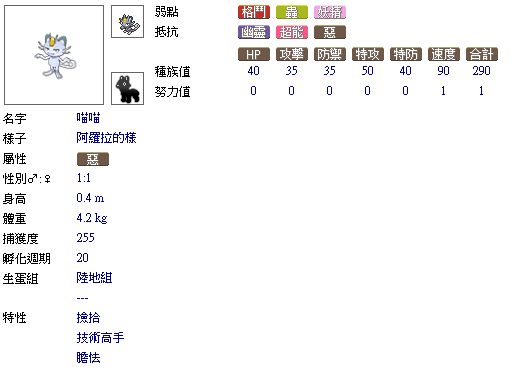 弱點 格鬥 蟲 妖精
抵抗 幽靈 超能 惡
HP 攻擊 防禦 特攻 特防 速度 合計
種族值 40 35 35 50 40 90 290
努力值 0 0 0 0 0 1 1
名字 喵喵
樣子 阿羅拉的樣
屬性 惡
性別♂:♀ 1:1
身高 0.4 m
體重 4.2 kg
捕獲度 255
孵化週期 20
生蛋組 陸地組
---
特性 撿拾
技術高手
膽怯